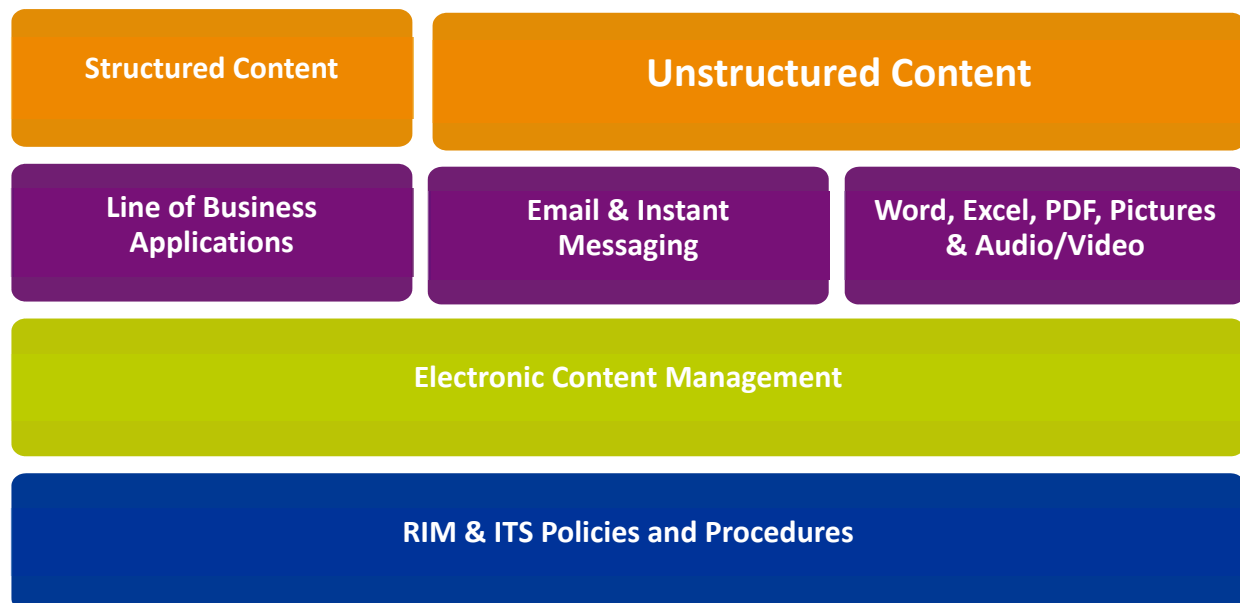 Structured Content
Unstructured Content
Line of Business
Applications
Email & Instant
Messaging
Word, Excel, PDF, Pictures
& Audio/Video
Electronic Content Management
RIM & ITS Policies and Procedures